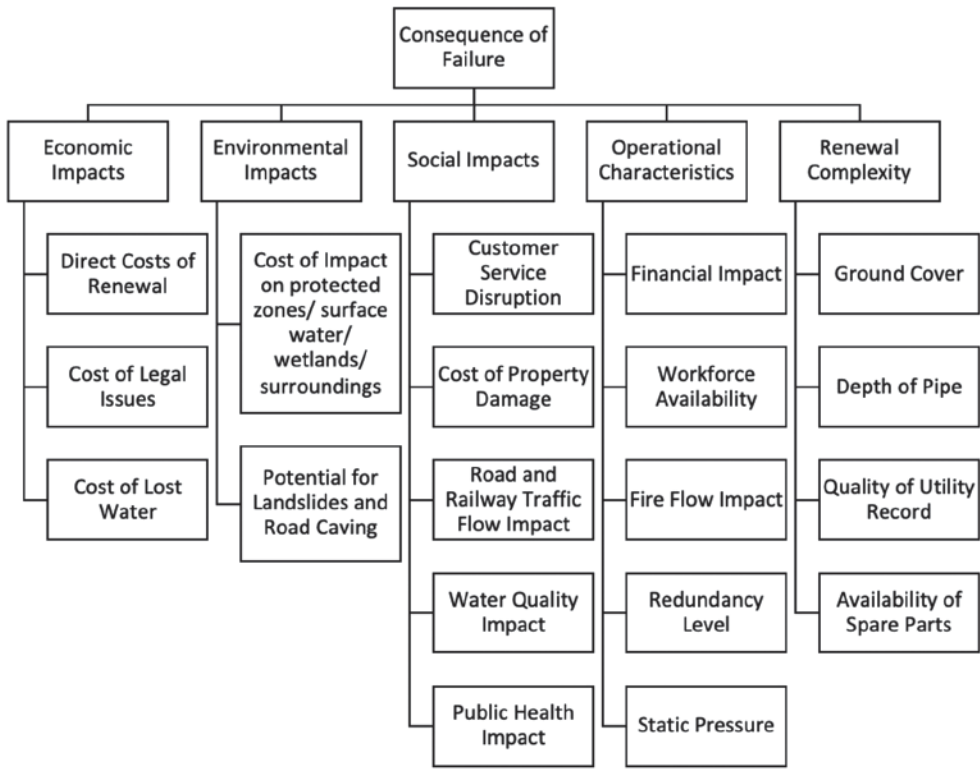 Consequence of
Failure
Economic
Impacts
Direct Costs of
Renewal
Cost of Legal
Issues
Cost of Lost
Water
Environmental
Impacts
Cost of Impact
on protected
zones/ surface
water/
wetlands/
surroundings
Potential for
Landslides and
Road Caving
Social Impacts
Customer
Service
Disruption
Cost of Property
Damage
Road and
Railway Traffic
Flow Impact
Water Quality
Impact
Public Health
Impact
Operational
Characteristics
Financial Impact
Workforce
Availability
Fire Flow Impact
Redundancy
Level
Static Pressure
Renewal
Complexity
Ground Cover
Depth of Pipe
Quality of Utility
Record
Availability of
Spare Parts